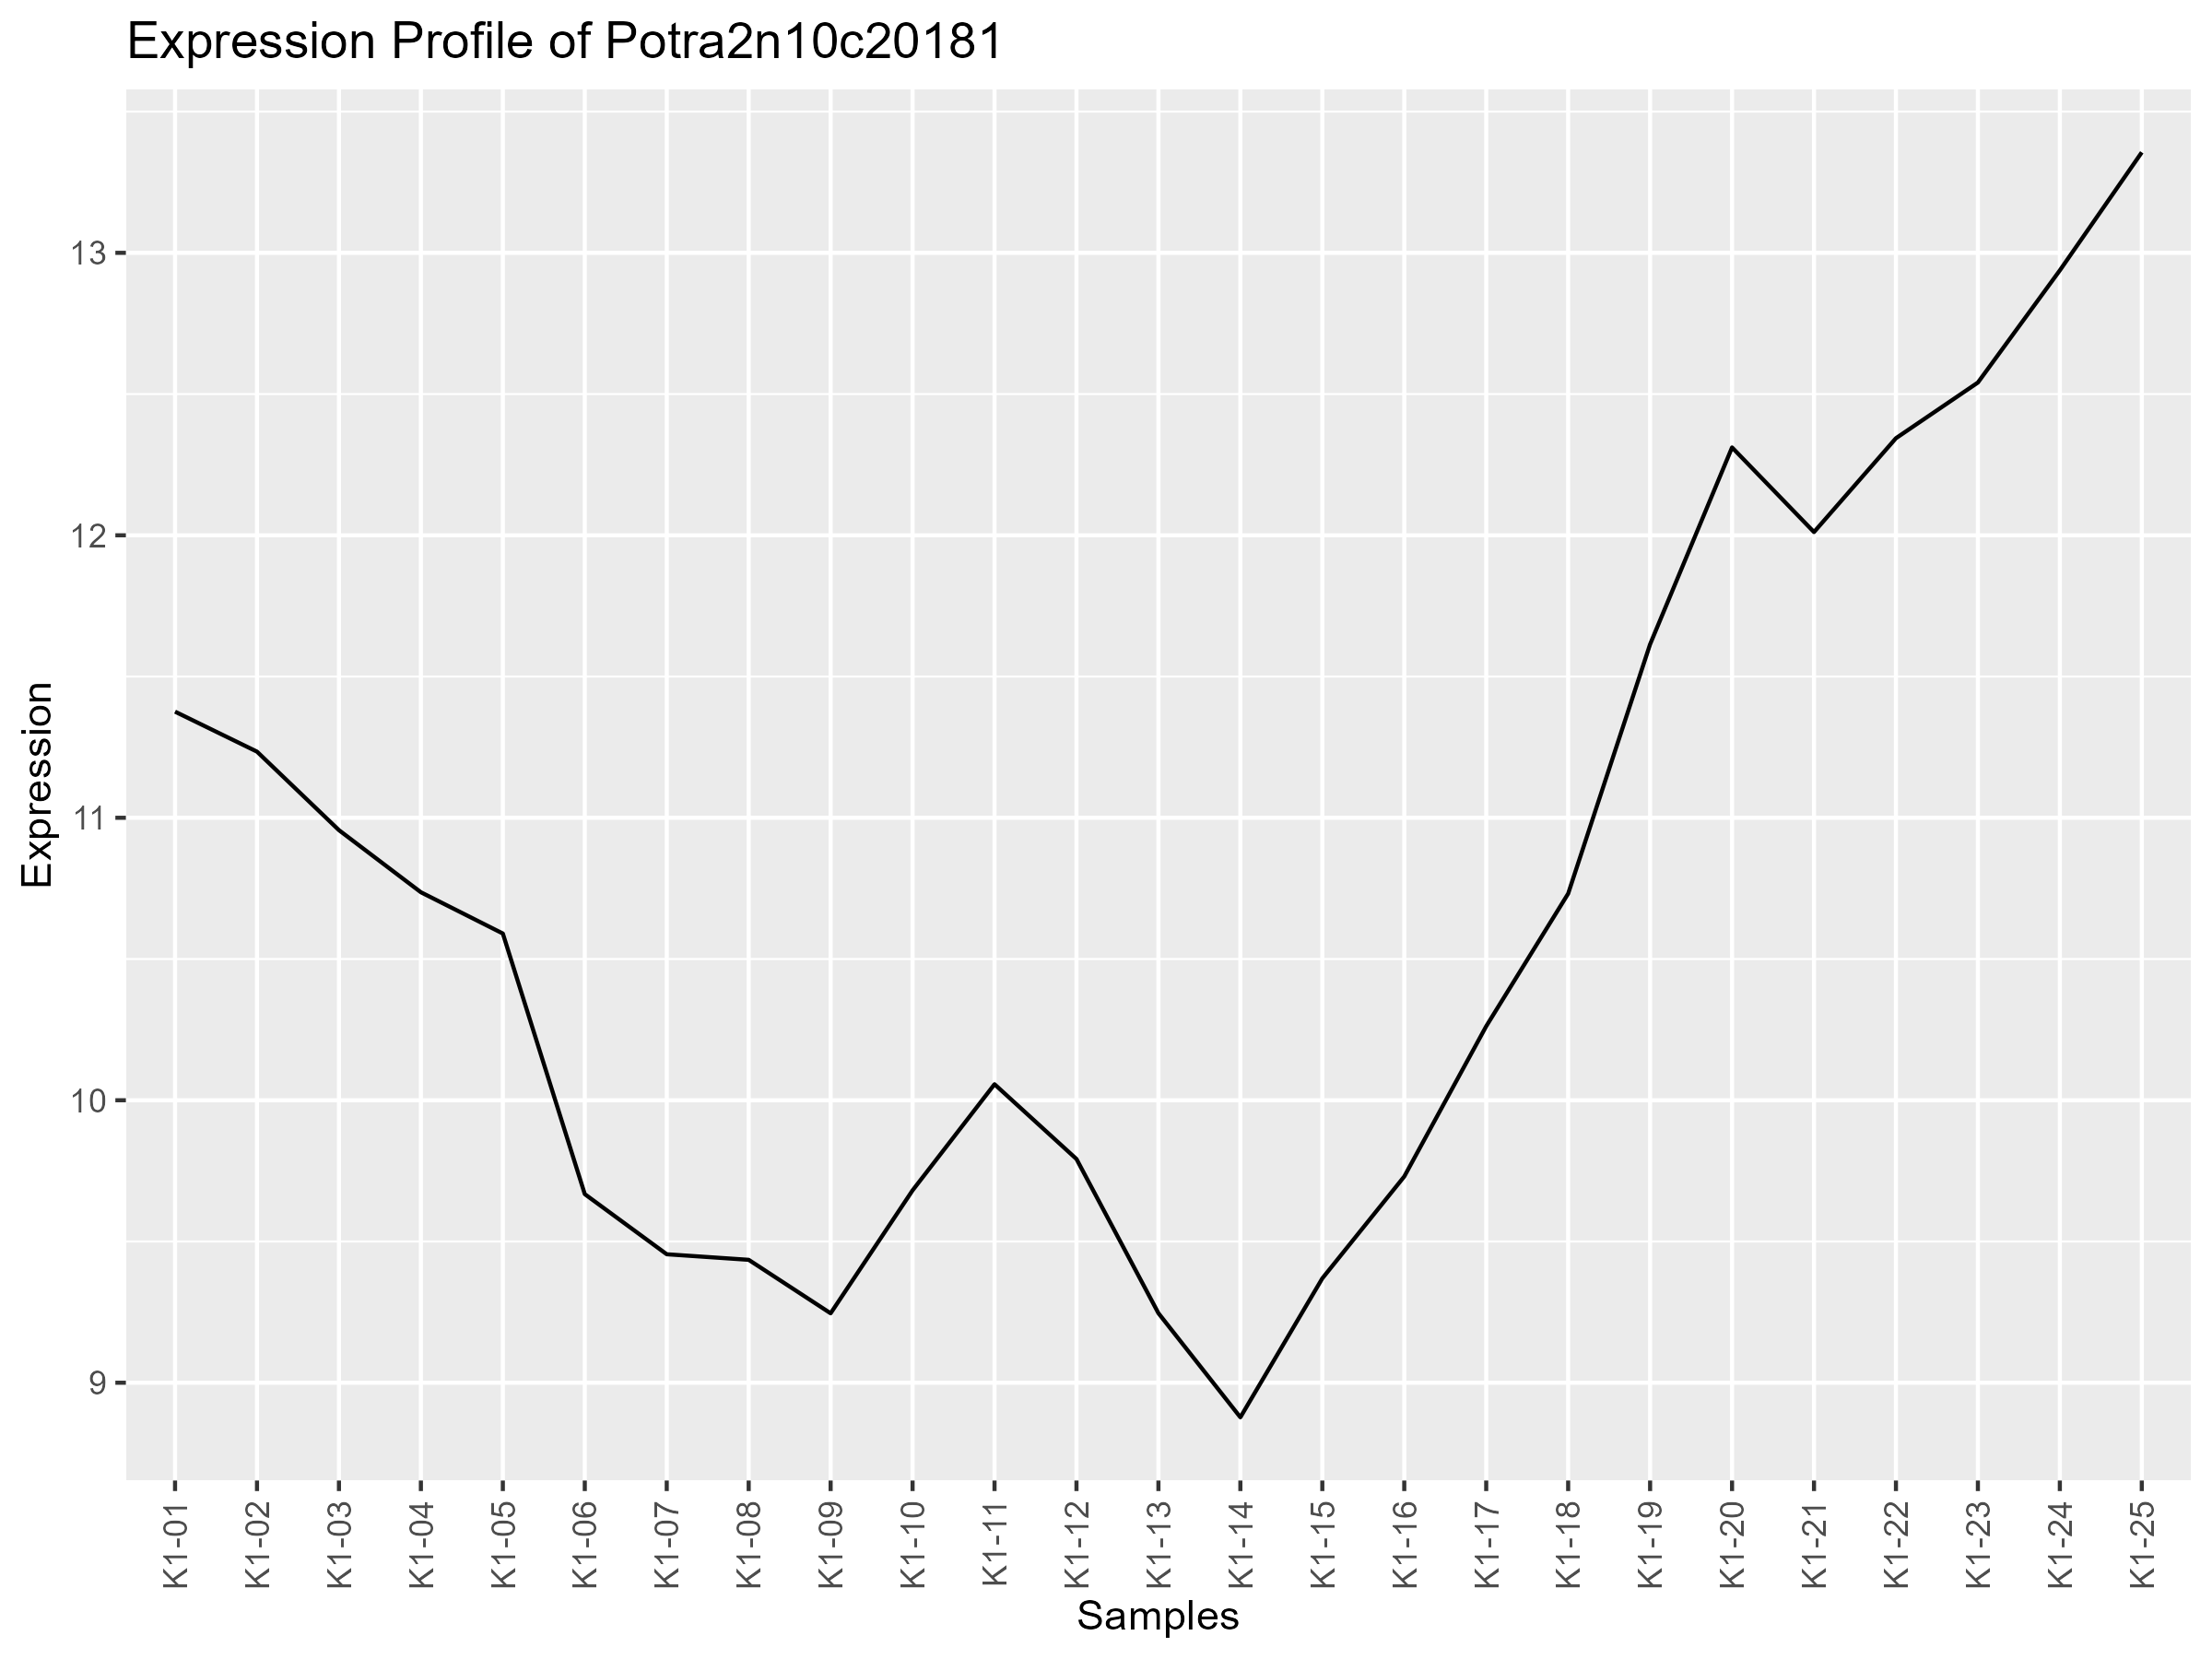 Expression Profile of Potra2n10c20181
Expression
13
12
11
10
9
K1-01
K1-02
K1-03
K1-04
K1-05
K1-06
K1-07
K1-08
K1-09
K1-10
K1-11
K1-12
K1-13
K1-14
K1-15
K1-16
K1-17
K1-18
K1-19
K1-20
K1-21
K1-22
K1-23
K1-24
K1-25
Samples